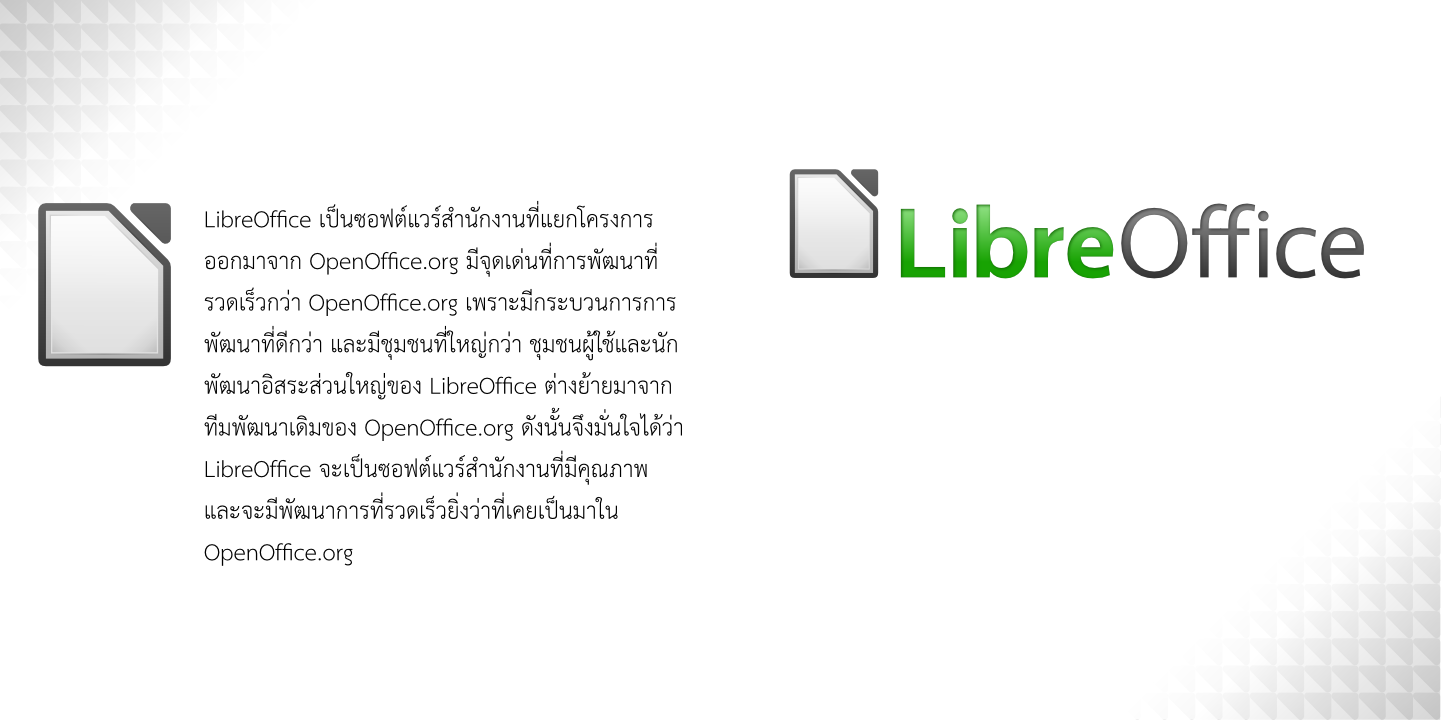 LibreOffice เป็นซอฟต์แวร์สำนักงานที่แยกโครงการ
ออกมาจาก OpenOffice.org มีจุดเด่นที่การพัฒนาที่
รวดเร็วกว่า OpenOffice.org เพราะมีกระบวนการการ
พัฒนาที่ดีกว่า และมีชุมชนที่ใหญ่กว่า ชุมชนผู้ใช้และนัก
พัฒนาอิสระส่วนใหญ่ของ LibreOffice ต่างย้ายมาจาก
ทีมพัฒนาเดิมของ OpenOffice.org ดังนั้นจึงมั่นใจได้ว่า
LibreOffice จะเป็นซอฟต์แวร์สำนักงานที่มีคุณภาพ
และจะมีพัฒนาการที่รวดเร็วยิ่งว่าที่เคยเป็นมาใน
OpenOffice.org
LibreOffice